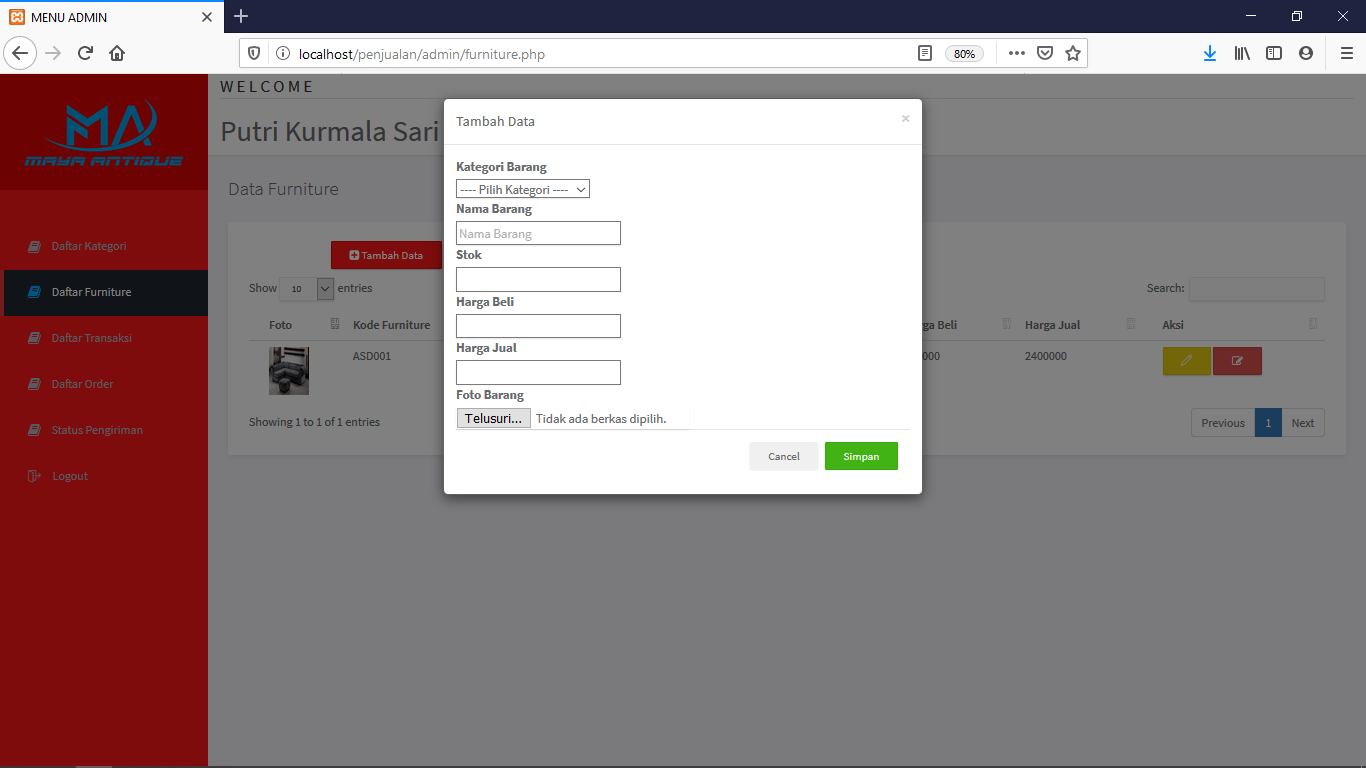 MENU ADMIN
localhost/penjualan/admin/furniture.php
80%
MA
MAYA ANTIQUE
WELCOME
Putri Kurmala Sari
Data Furniture
Daftar Kategori
Daftar Furniture
Daftar Transaksi
Daftar Order
Status Pengiriman
Logout
Tambah Data
Show 10 entries
Search:
Foto Kode Furniture ga Beli Harga Jual Aksi
ASD001 000 2400000
Showing 1 to 1 of 1 entries
Previous 1 Next
Tambah Data
×
Kategori Barang
---- Pilih Kategori ----
Nama Barang
Nama Barang
Stok
Harga Beli
Harga Jual
Foto Barang
Telusuri... Tidak ada berkas dipilih.
Cancel Simpan